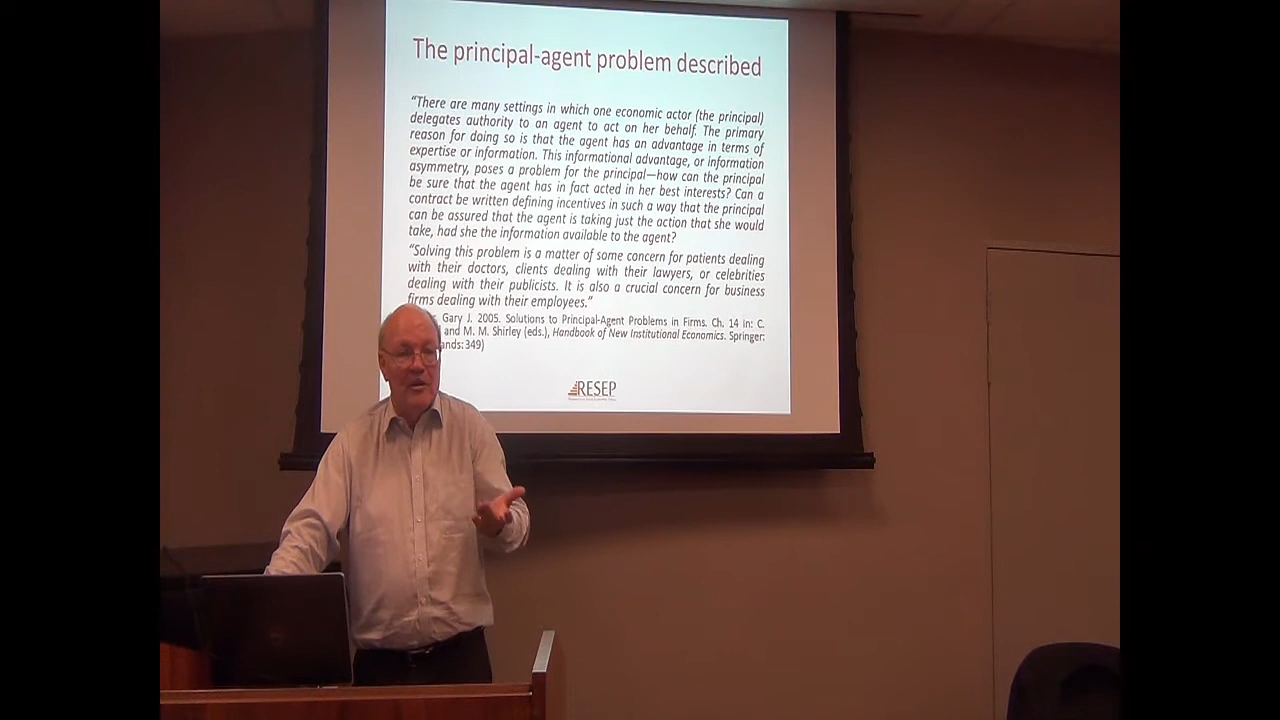 The principal-agent problem described
“There are many settings in which one economic actor (the principal)
delegates authority to an agent to act on her behalf. The primary
reason for doing so is that the agent has an advantage in terms of
expertise or information. This informational advantage, or information
asymmetry, poses a problem for the principal—how can the principal
be sure that the agent has in fact acted in her best interests? Can a
contract be written defining incentives in such a way that the principal
can be assured that the agent is taking just the action that she would
take, had she the information available to the agent?
“Solving this problem is a matter of some concern for patients dealing
with their doctors, clients dealing with their lawyers, or celebrities
dealing with their publicists. It is also a crucial concern for business
firms dealing with their employees.”
Gary J. 2005. Solutions to Principal-Agent Problems in Firms. Ch. 14 in: C.
and M. M. Shirley (eds.), Handbook of New Institutional Economics. Springer:
ands: 349)
RESEP